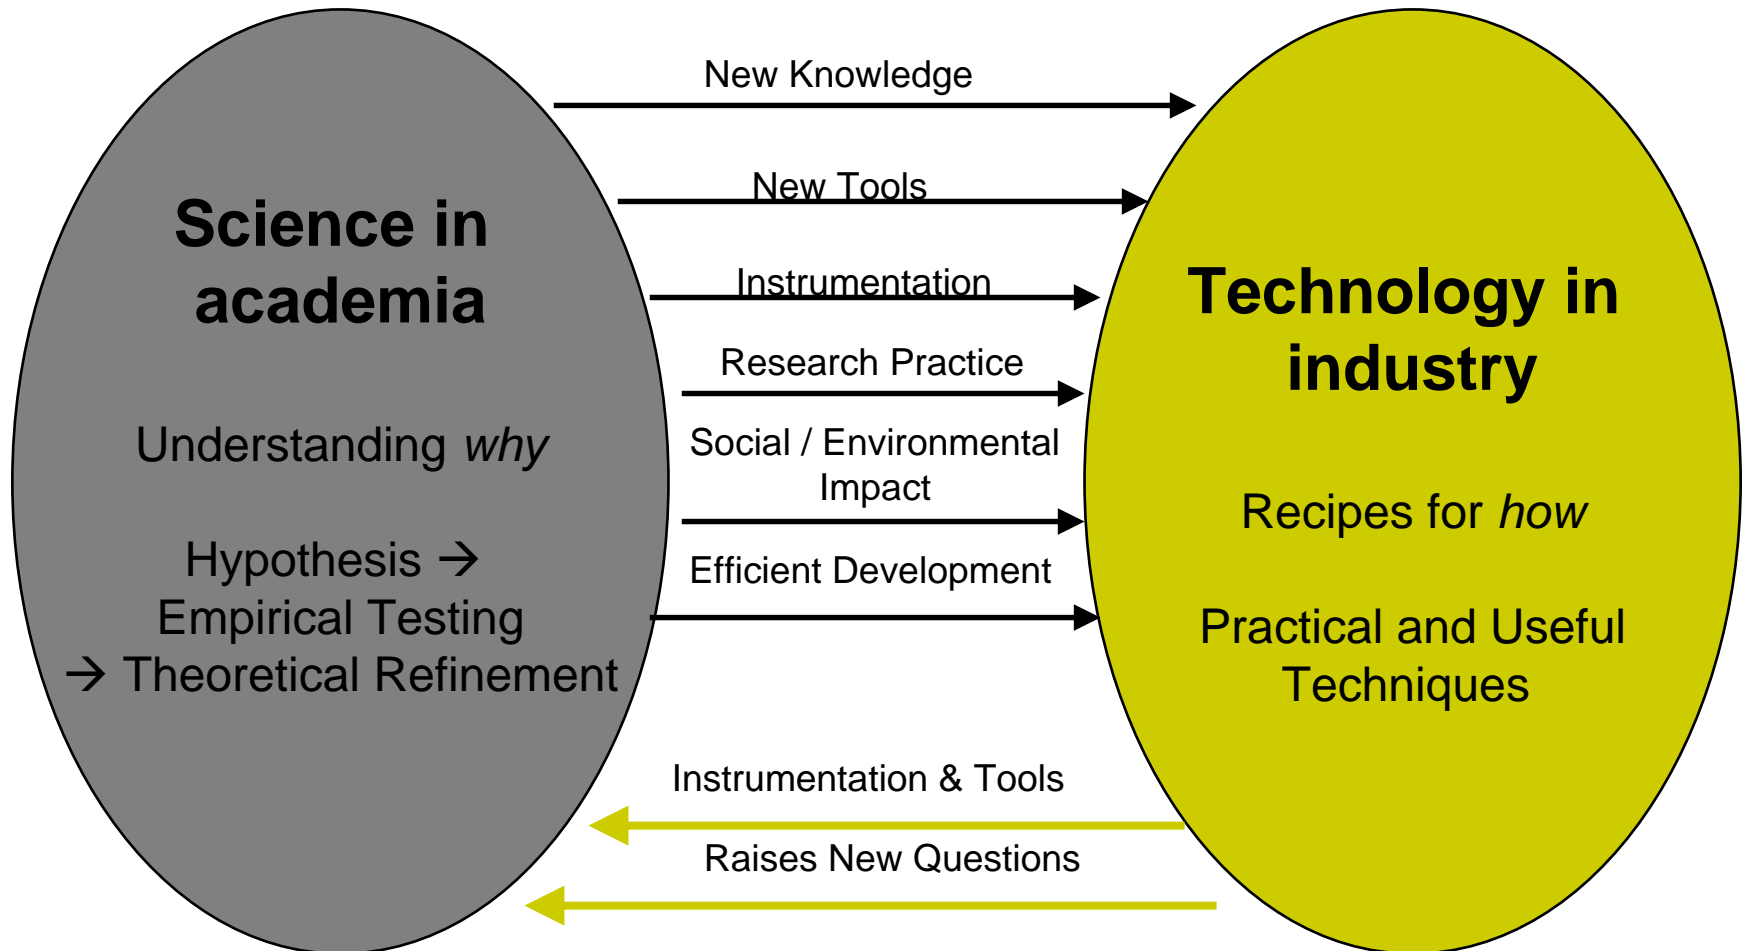 Science in
academia
Understanding why
Hypothesis →
Empirical Testing
→ Theoretical Refinement
New Knowledge
New Tools
Instrumentation
Research Practice
Social / Environmental
Impact
Efficient Development
Instrumentation & Tools
Raises New Questions
Technology in
industry
Recipes for how
Practical and Useful
Techniques